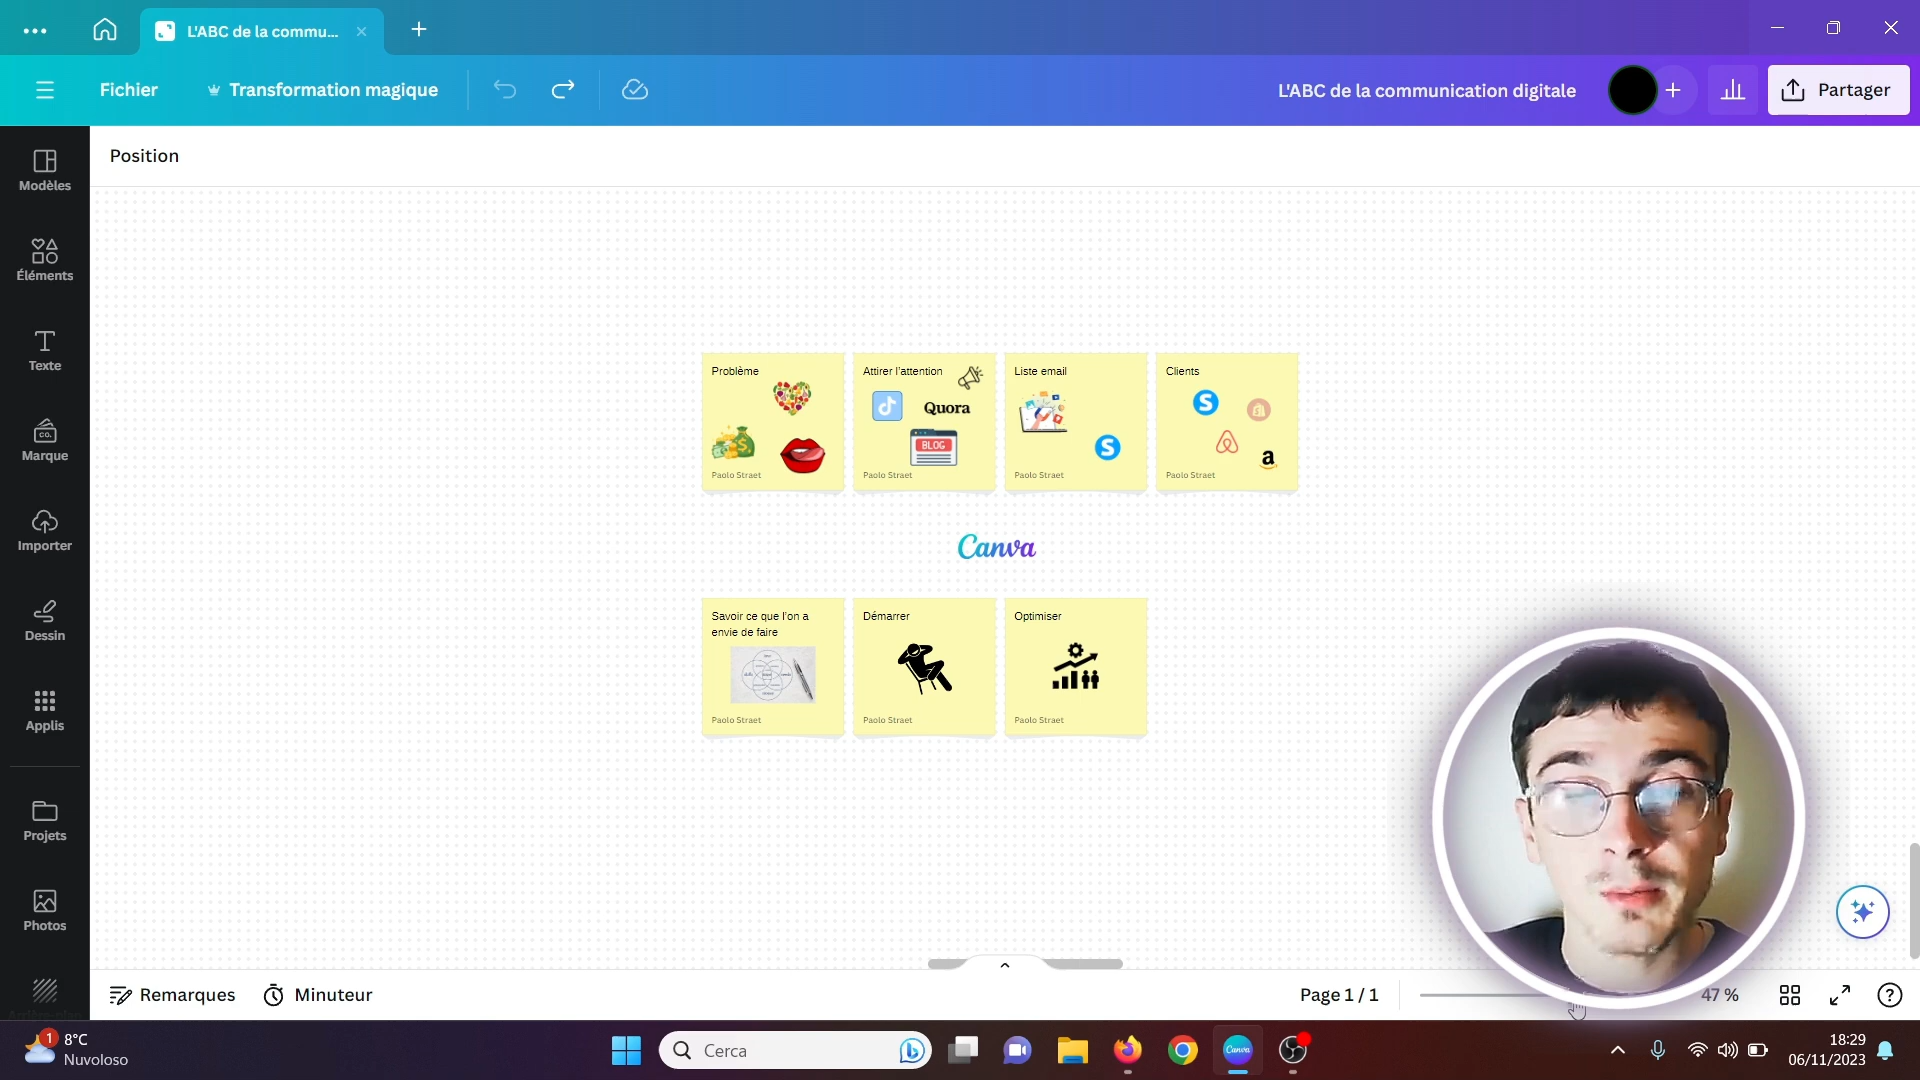 L'ABC de la commu...
Fichier
Transformation magique
L'ABC de la communication digitale
Partager
Position
Modèles
Éléments
Texte
CO.
Marque
Importer
Dessin
Applis
Projets
Photos
Problème
Paolo Straet
Attirer l'attention
Quora
BLOG
Paolo Straet
Liste email
S
Paolo Straet
Clients
S
a
Paolo Straet
Canva
Savoir ce que l'on a
envie de faire
Paolo Straet
Démarrer
Paolo Straet
Optimiser
Paolo Straet
Remarques
Minuteur
Page 1 / 1
47 %
1
8°C
Nuvoloso
Cerca
Canva
18:29
06/11/2023